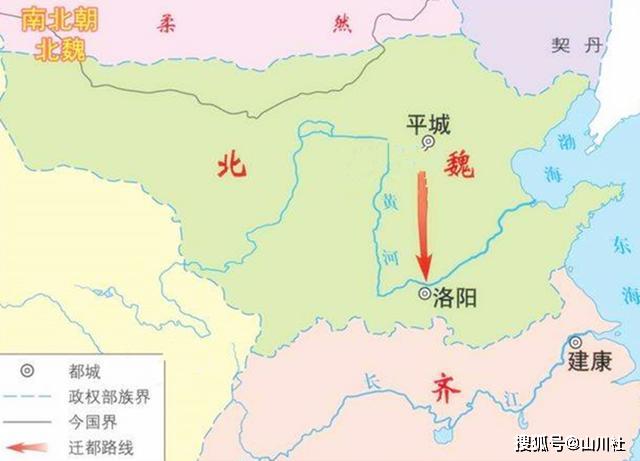 南北朝
北魏
柔然
契丹
平城
渤海
北
魏
黄河
东海
洛阳
建康
齐
长江
都城
政权部族界
今国界
迁都路线
搜狐号@山川社